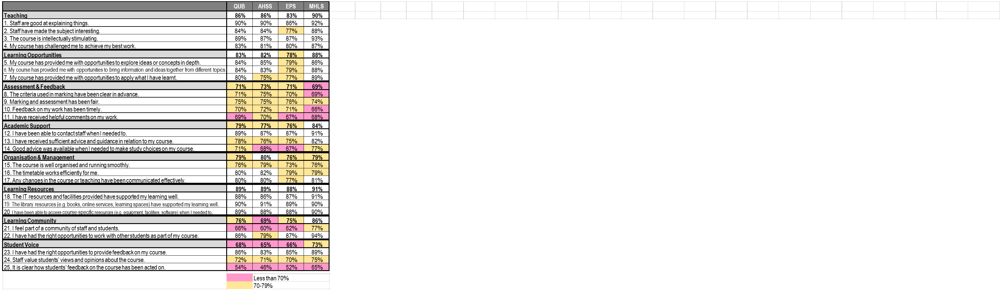 QUB AHSS EPS MHLS
Teaching 86% 86% 83% 90%
1. Staff are good at explaining things. 90% 90% 86% 92%
2. Staff have made the subject interesting. 84% 84% 77% 88%
3. The course is intellectually stimulating. 89% 87% 87% 93%
4. My course has challenged me to achieve my best work. 83% 81% 80% 87%
Learning Opportunities 83% 82% 78% 88%
5. My course has provided me with opportunities to explore ideas or concepts in depth. 84% 85% 79% 86%
6. My course has provided me with opportunities to bring information and ideas together from different topics. 84% 83% 79% 88%
7. My course has provided me with opportunities to apply what I have learnt. 80% 75% 77% 89%
Assessment & Feedback 71% 73% 71% 69%
8. The criteria used in marking have been clear in advance. 71% 75% 70% 69%
9. Marking and assessment has been fair. 75% 75% 76% 74%
10. Feedback on my work has been timely. 70% 72% 71% 66%
11. I have received helpful comments on my work. 69% 70% 67% 68%
Academic Support 79% 77% 76% 84%
12. I have been able to contact staff when I needed to. 89% 87% 87% 91%
13. I have received sufficient advice and guidance in relation to my course. 78% 76% 75% 82%
14. Good advice was available when I needed to make study choices on my course. 71% 68% 67% 77%
Organisation & Management 79% 80% 76% 79%
15. The course is well organised and running smoothly. 76% 79% 73% 76%
16. The timetable works efficiently for me. 80% 82% 79% 79%
17. Any changes in the course or teaching have been communicated effectively. 80% 80% 77% 81%
Learning Resources 89% 89% 88% 91%
18. The IT resources and facilities provided have supported my learning well. 88% 86% 87% 91%
19. The library resources (e.g. books, online services, learning spaces) have supported my learning well. 90% 91% 89% 90%
20. I have been able to access course-specific resources (e.g. equipment, facilities, software) when I needed to. 89% 88% 88% 90%
Learning Community 76% 69% 75% 86%
21. I feel part of a community of staff and students. 66% 60% 62% 77%
22. I have had the right opportunities to work with other students as part of my course. 86% 79% 87% 94%
Student Voice 68% 65% 66% 73%
23. I have had the right opportunities to provide feedback on my course. 86% 83% 85% 89%
24. Staff value students’ views and opinions about the course. 72% 71% 70% 75%
25. It is clear how students’ feedback on the course has been acted on. 54% 46% 52% 65%
Less than 70%
70-79%